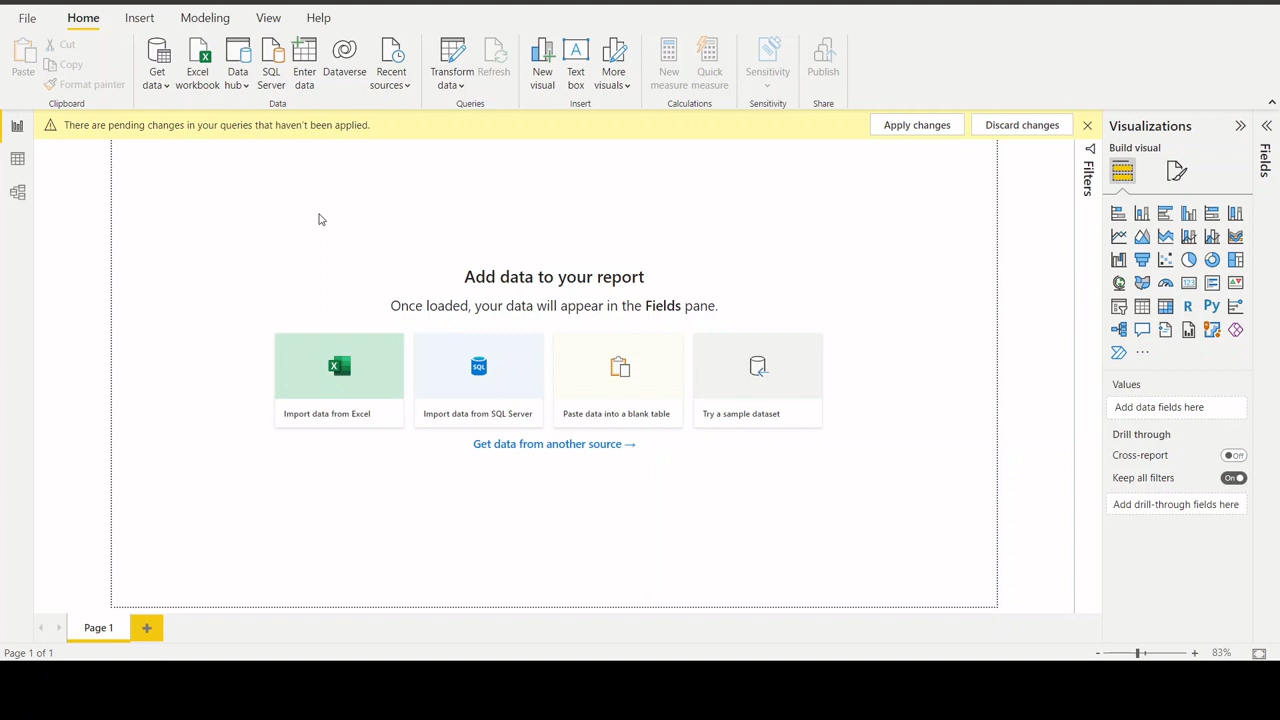 File Home Insert Modeling View Help
Paste
Cut
Copy
Format painter
Clipboard
Get data
Excel workbook
Data hub
SQL Server
Enter data
Dataverse
Recent sources
Data
Transform data
Refresh
Queries
New visual
Text box
More visuals
Insert
New measure
Quick measure
Calculations
Sensitivity
Sensitivity
Publish
Share
There are pending changes in your queries that haven't been applied.
Apply changes
Discard changes
Filters
Visualizations
Fields
Build visual
R
Py
Add data to your report
Once loaded, your data will appear in the Fields pane.
X
SQL
Import data from Excel
Import data from SQL Server
Paste data into a blank table
Try a sample dataset
Get data from another source →
Values
Add data fields here
Drill through
Cross-report Off
Keep all filters On
Add drill-through fields here
Page 1
Page 1 of 1
83%